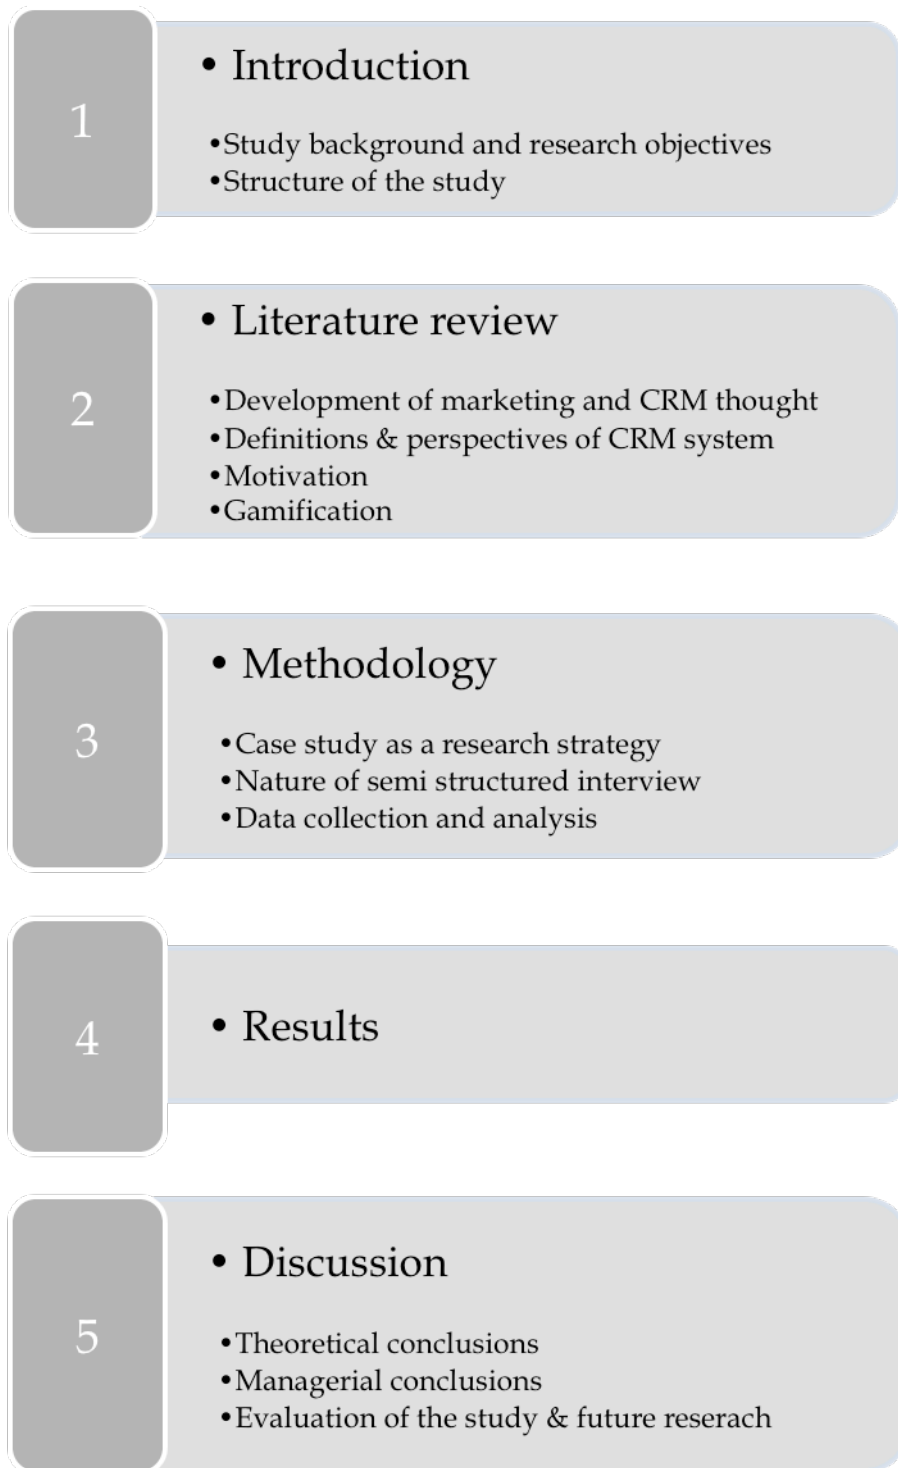 1
• Introduction
•Study background and research objectives
•Structure of the study
2
• Literature review
•Development of marketing and CRM thought
•Definitions & perspectives of CRM system
•Motivation
•Gamification
3
• Methodology
•Case study as a research strategy
•Nature of semi structured interview
•Data collection and analysis
4
• Results
5
• Discussion
•Theoretical conclusions
•Managerial conclusions
•Evaluation of the study & future reserach